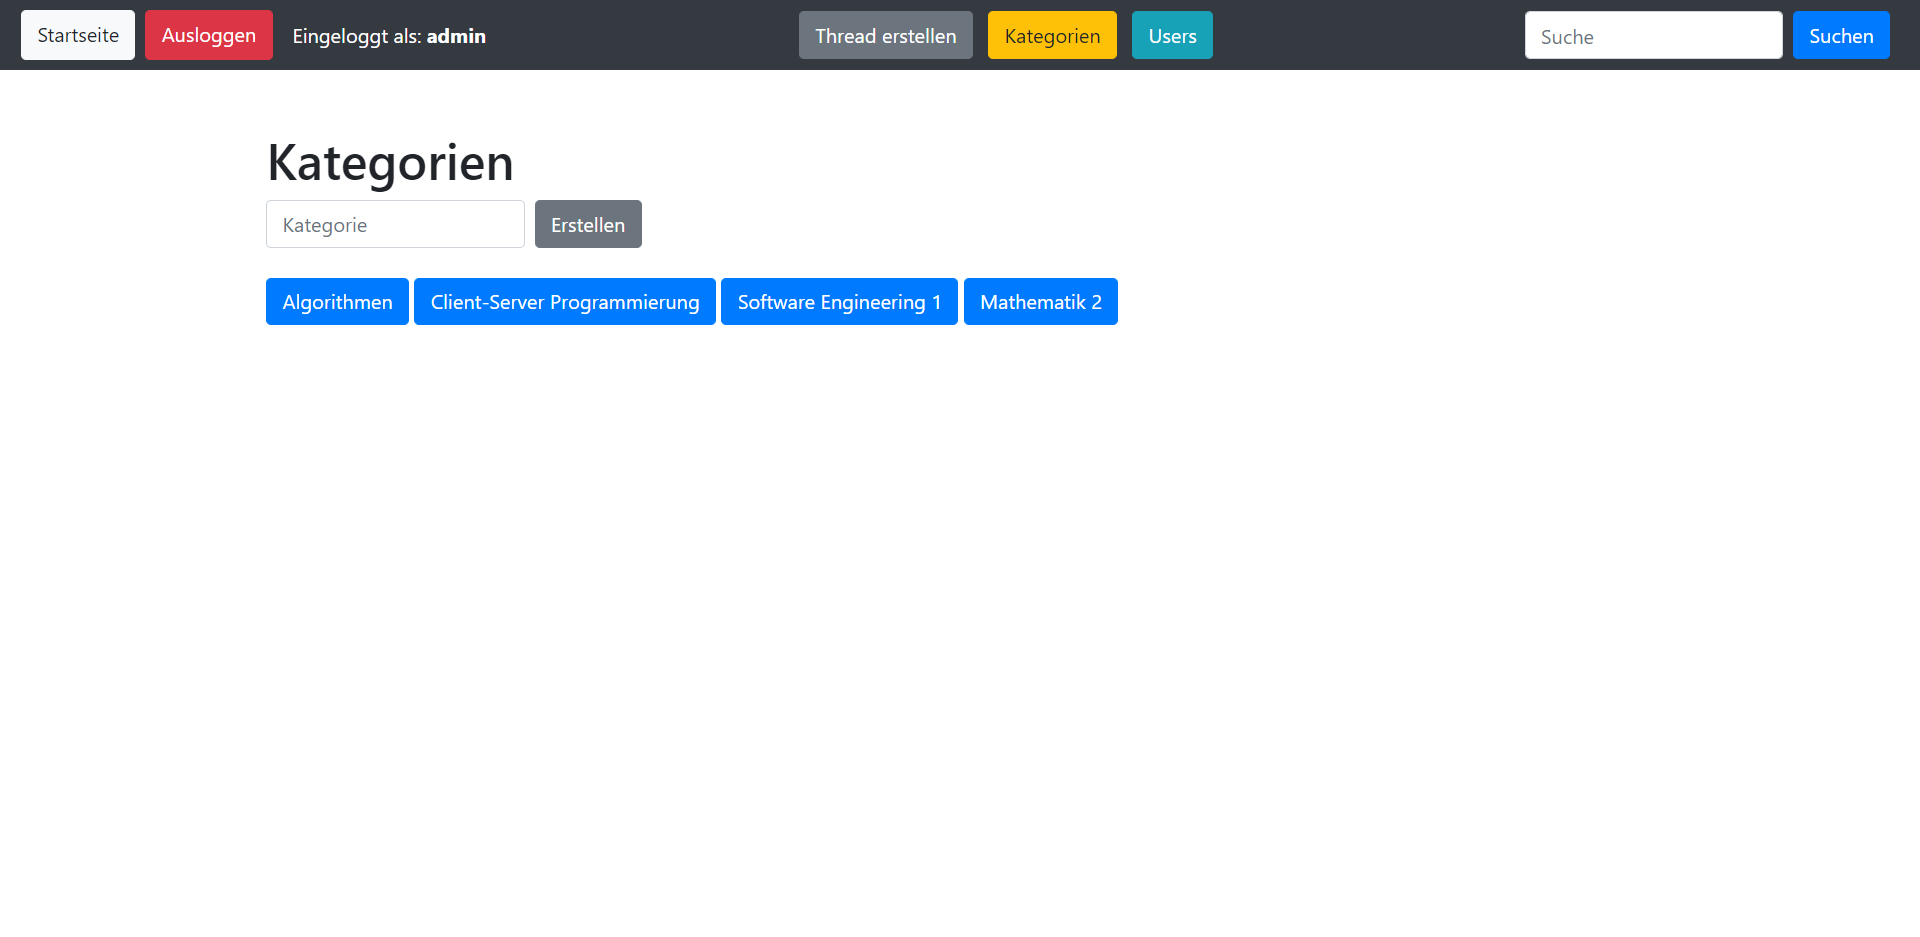 Startseite Ausloggen Eingeloggt als: admin Thread erstellen Kategorien Users Suche Suchen
Kategorien
Kategorie Erstellen
Algorithmen Client-Server Programmierung Software Engineering 1 Mathematik 2